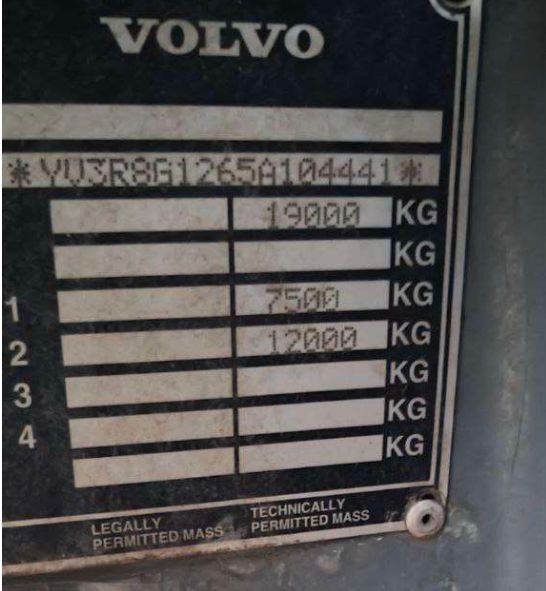 VOLVO
*YV3R8G1265A104441*
19000 KG
KG
1 7500 KG
2 12000 KG
3 KG
4 KG
KG
LEGALLY PERMITTED MASS
TECHNICALLY PERMITTED MASS